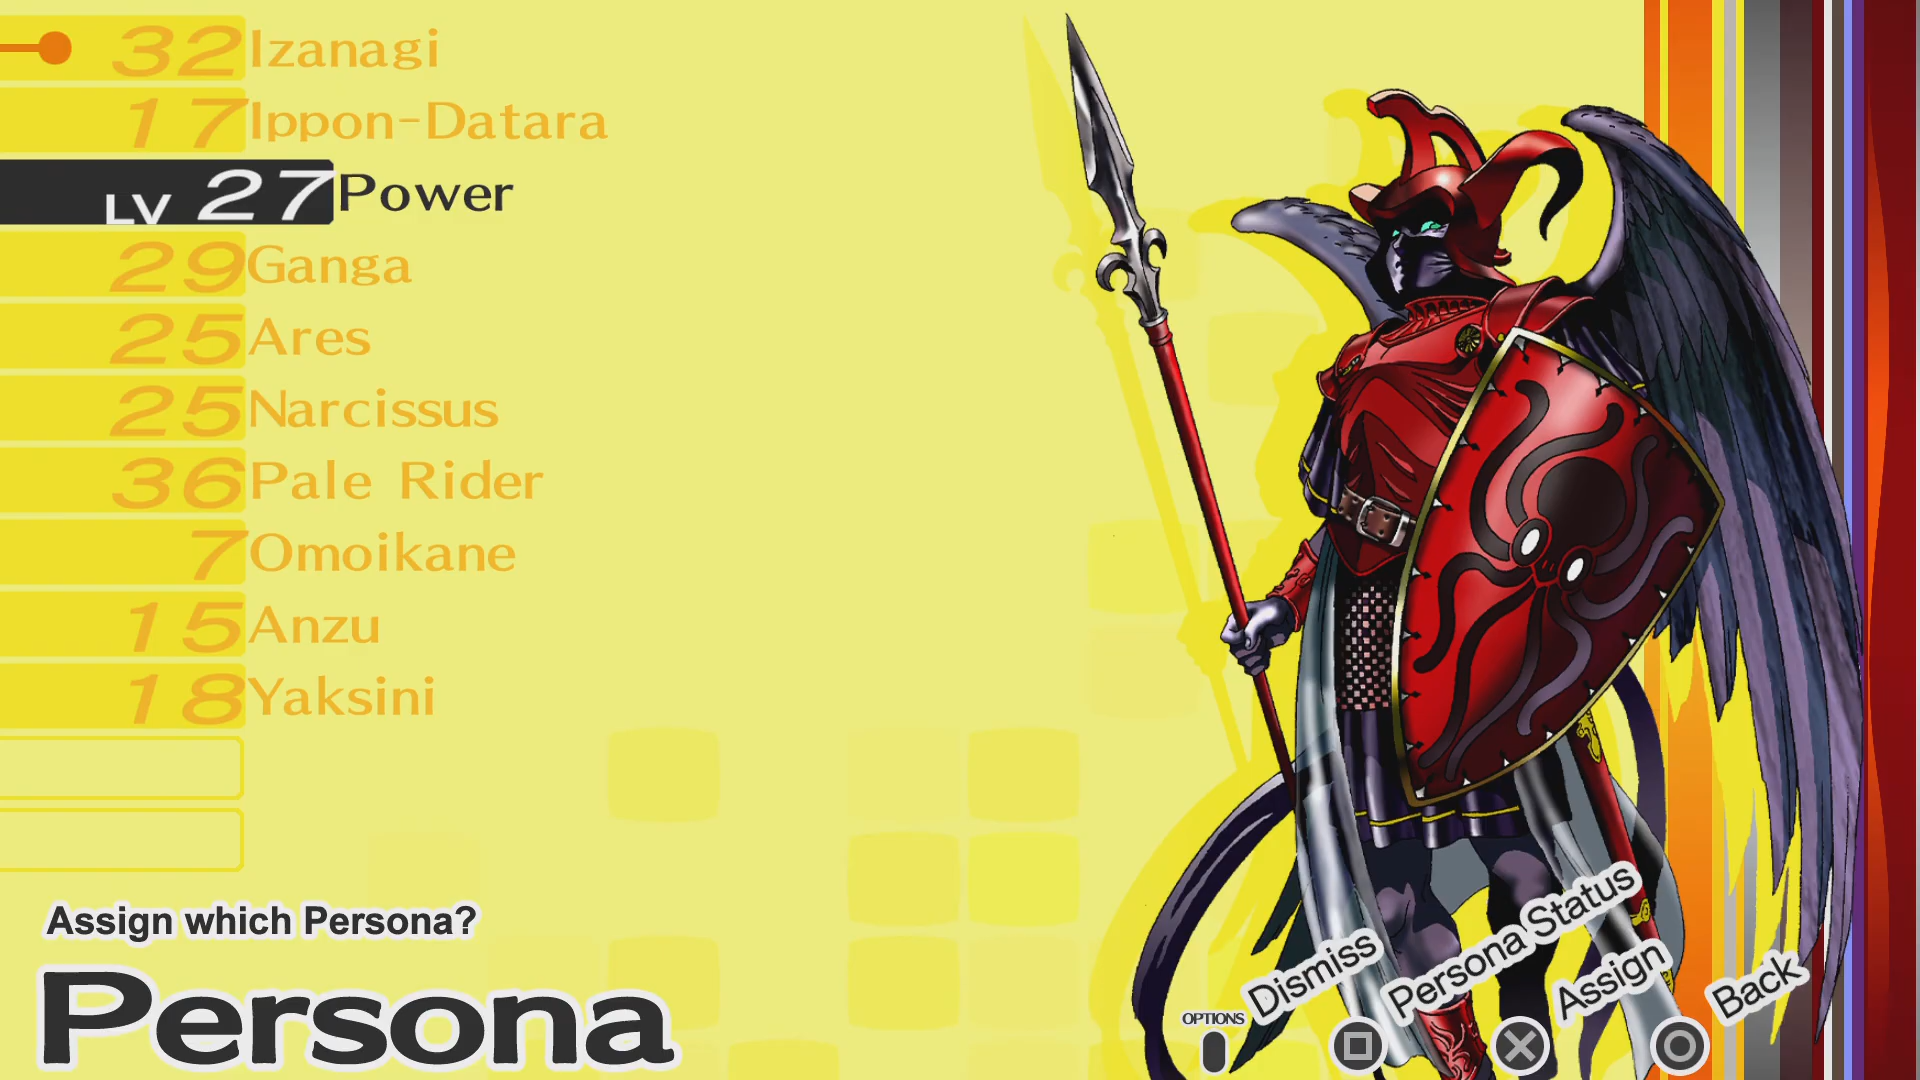 32 Izanagi
17 Ippon-Datara
LV 27 Power
29 Ganga
25 Ares
25 Narcissus
36 Pale Rider
7 Omoikane
15 Anzu
18 Yaksini
Assign which Persona?
Persona
OPTIONS Dismiss
Persona Status
Assign
Back